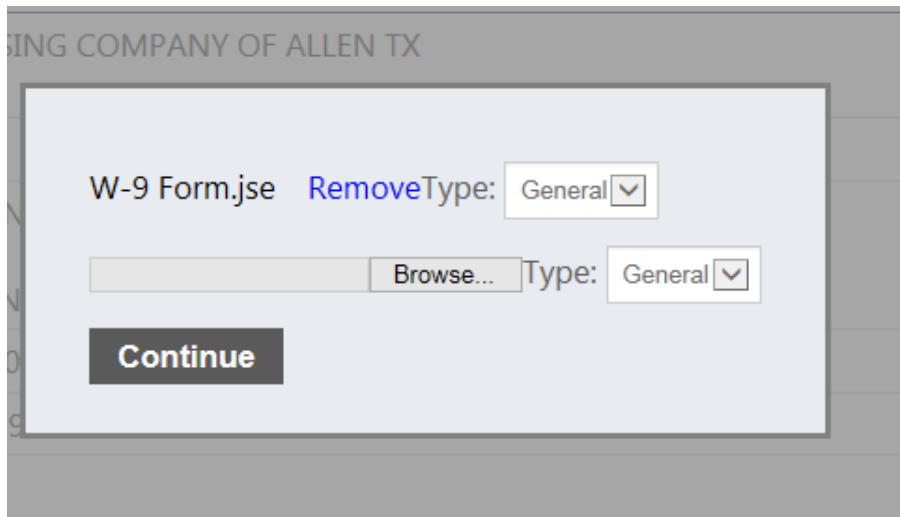 SING COMPANY OF ALLEN TX
W-9 Form.jse RemoveType: General
Browse... Type: General
Continue